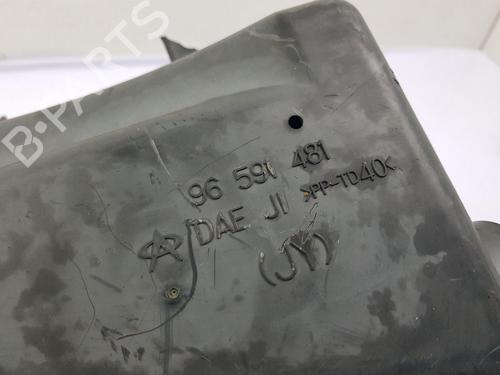 B-PARTS
96 591 481
DAE JI >PP-TD40<
(JY)